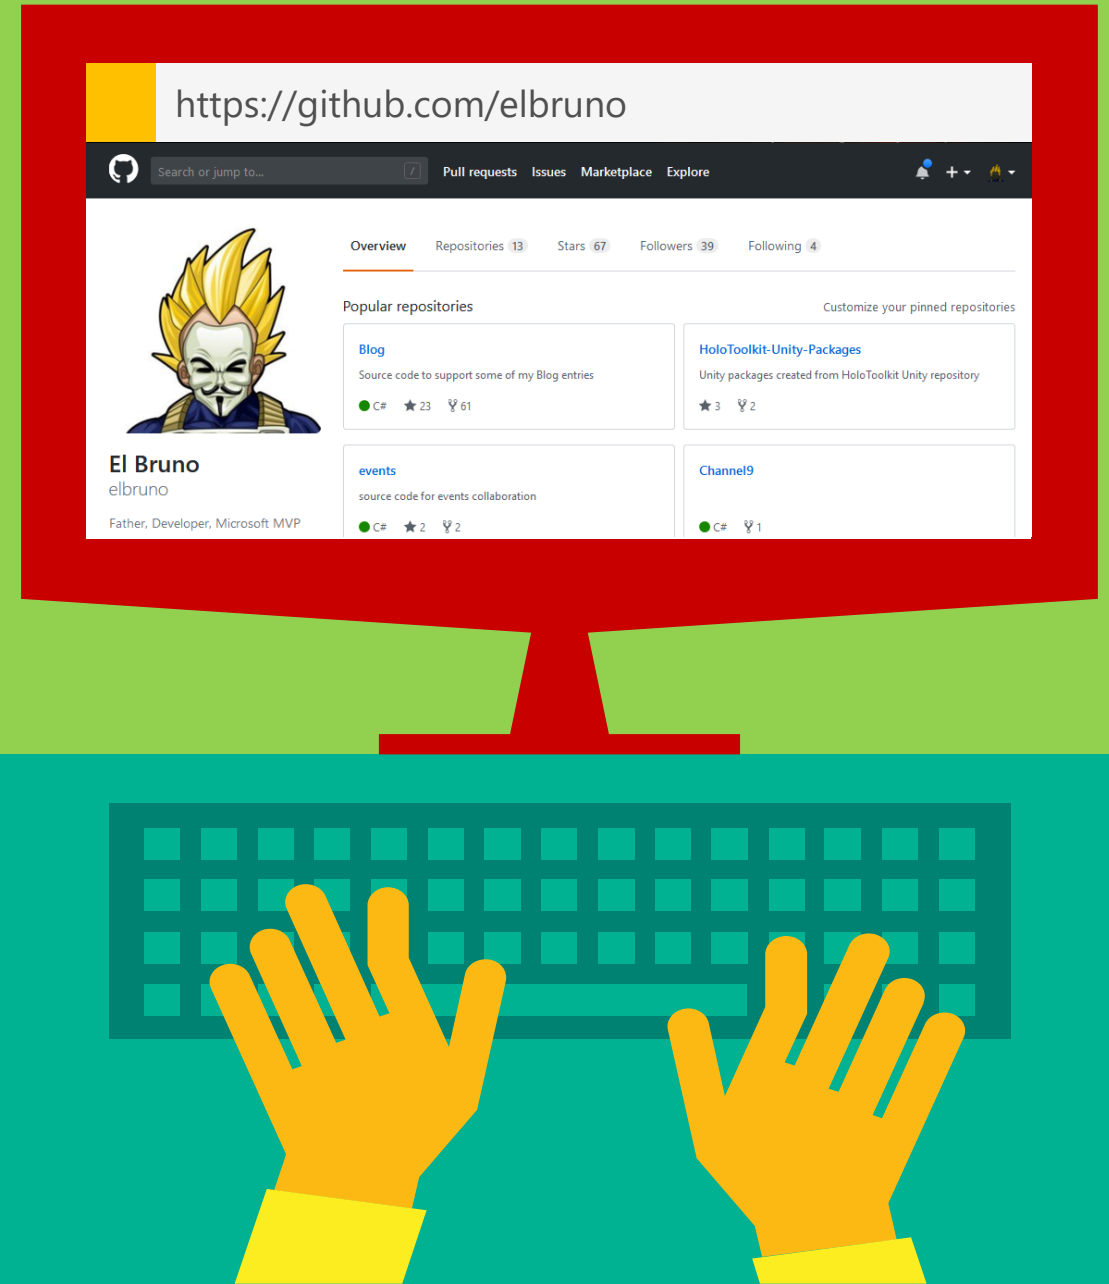 https://github.com/elbruno
Search or jump to... /
Pull requests Issues Marketplace Explore
Overview Repositories 13 Stars 67 Followers 39 Following 4
Popular repositories Customize your pinned repositories
Blog
Source code to support some of my Blog entries
C# 23 61
HoloToolkit-Unity-Packages
Unity packages created from HoloToolkit Unity repository
3 2
El Bruno
elbruno
Father, Developer, Microsoft MVP
events
source code for events collaboration
C# 2 2
Channel9
C# 1